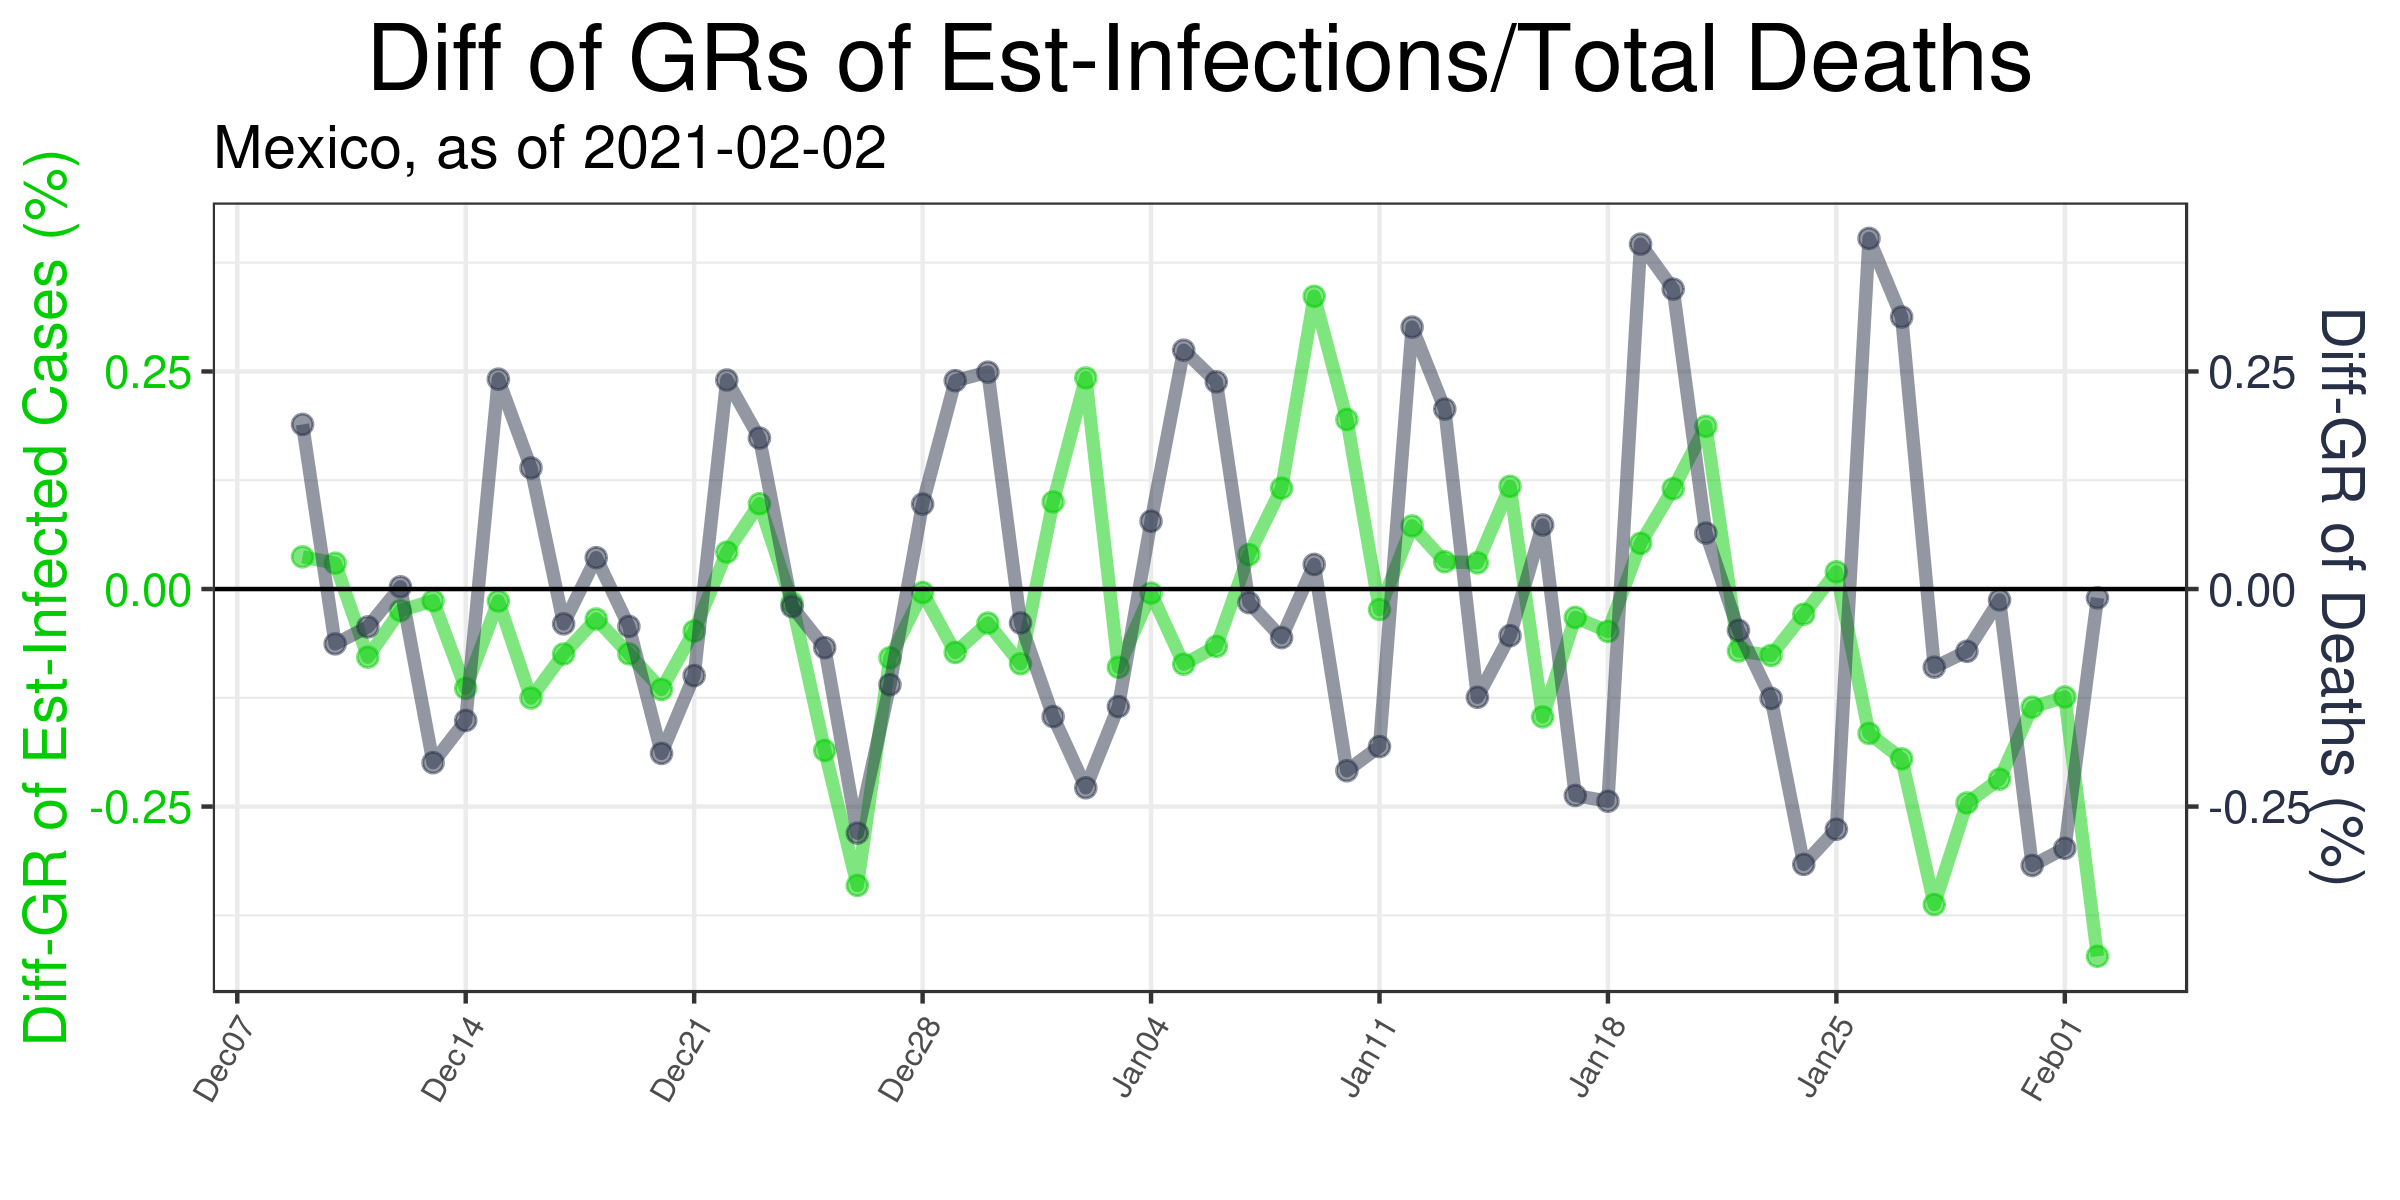 Diff of GRs of Est-Infections/Total Deaths
Mexico, as of 2021-02-02
Diff-GR of Est-Infected Cases (%)
0.25
0.00
-0.25
0.25
0.00
-0.25
Diff-GR of Deaths (%)
Dec07
Dec14
Dec21
Dec28
Jan04
Jan11
Jan18
Jan25
Feb01